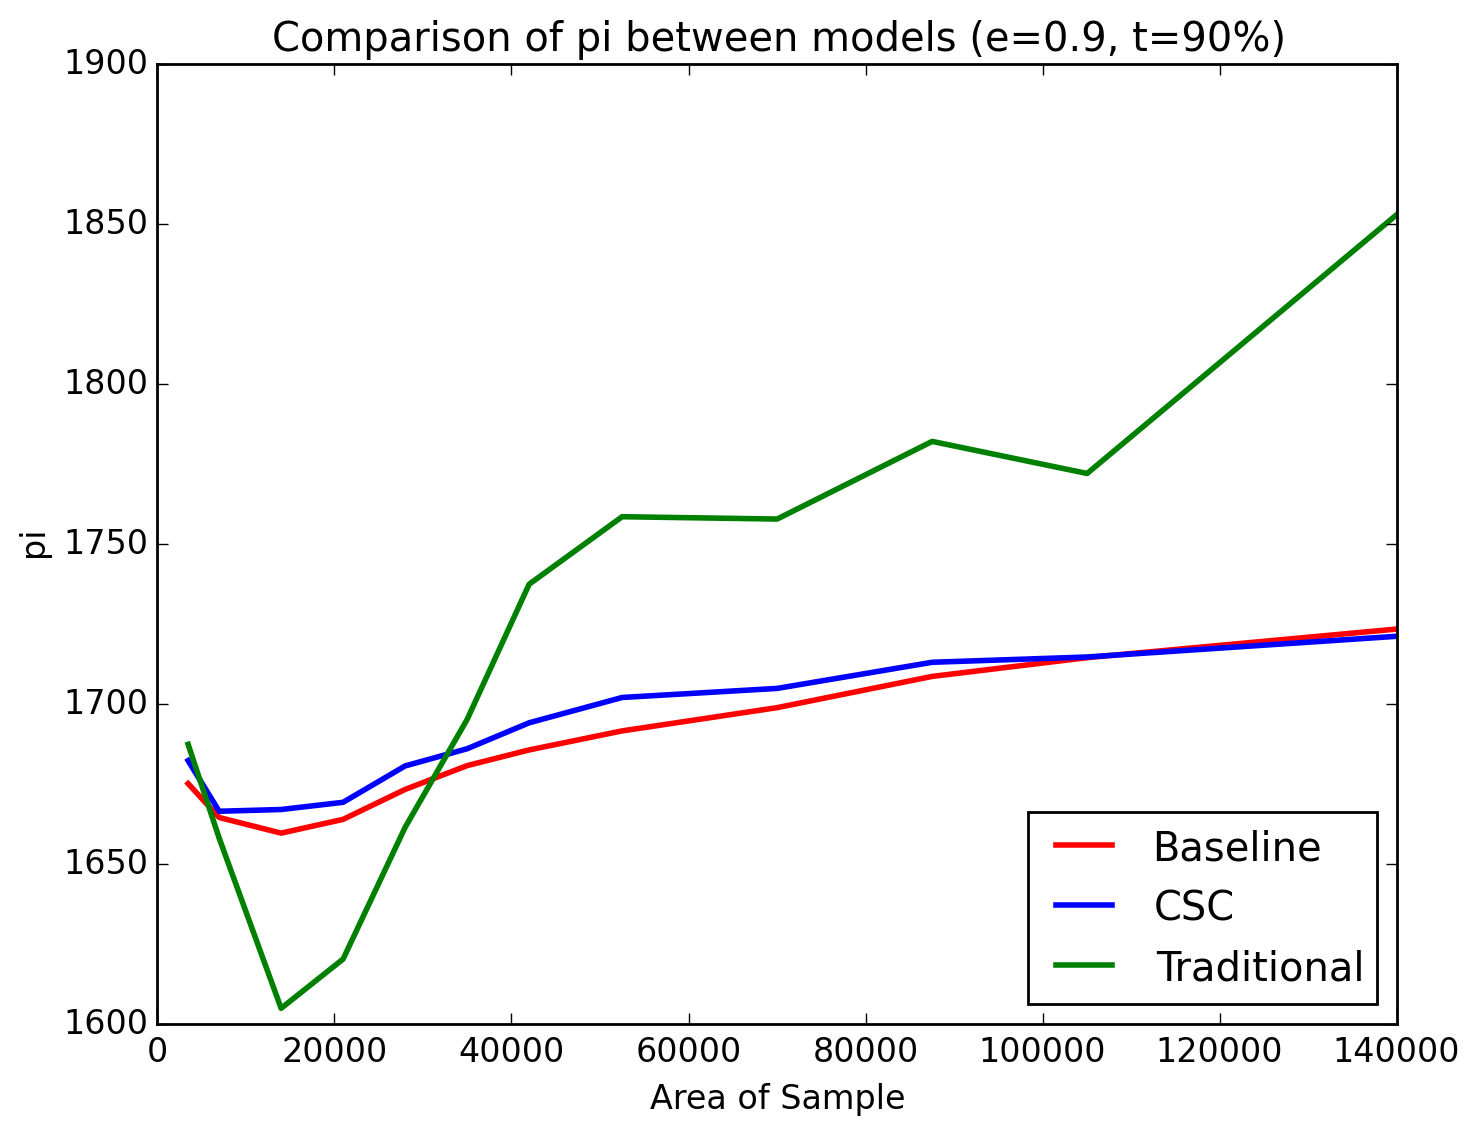 Comparison of pi between models (e=0.9, t=90%)
1900
1850
1800
1750
1700
1650
1600
pi
0 20000 40000 60000 80000 100000 120000 140000
Area of Sample
Baseline
CSC
Traditional